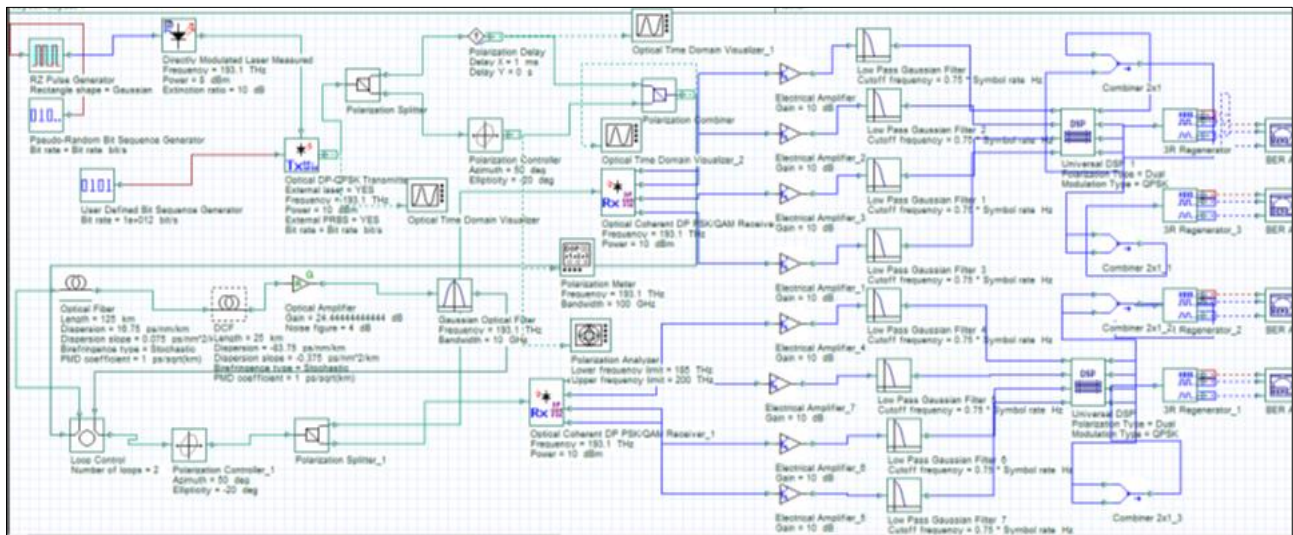 RZ Pulse Generator
Rectangle shape = Gaussian
010..
Pseudo-Random Bit Sequence Generator
Bit rate = Bit rate bit/s
Directly Modulated Laser Measured
Frequency = 193.1 THz
Power = 5 dBm
Extinction ratio = 10 dB
0101
User Defined Bit Sequence Generator
Bit rate = 1e+012 bit/s
Optical DP-QPSK Transmitte
External laser = YES
Frequency = 193.1 THz
Power = 10 dBm
External PRBS = YES
Bit rate = Bit rate bit/s
Polarization Splitter
Polarization Delay
Delay X = 1 ms
Delay Y = 0 s
Polarization Controller
Azimuth = 50 deg
Ellipticity = -20 deg
Optical Time Domain Visualizer
Optical Time Domain Visualizer_1
Polarization Combiner
Optical Time Domain Visualizer_2
Rx
Optical Coherent DP PSK/QAM Receive
Frequency = 193.1 THz
Power = 10 dBm
Polarization Meter
Frequency = 193.1 THz
Bandwidth = 100 GHz
Polarization Analyzer
Lower frequency limit = 185 THz
Upper frequency limit = 200 THz
Optical Fiber
Length = 125 km
Dispersion = 16.75 ps/nm/km
Dispersion slope = 0.075 ps/nm^2/k
Birefringence type = Stochastic
PMD coefficient = 1 ps/sqrt(km)
DCF
Length = 25 km
Dispersion = -83.75 ps/nm/km
Dispersion slope = -0.375 ps/nm^2/km
Birefringence type = Stochastic
PMD coefficient = 1 ps/sqrt(km)
G
Optical Amplifier
Gain = 24.44444444444 dB
Noise figure = 4 dB
Gaussian Optical Filter
Frequency = 193.1 THz
Bandwidth = 10 GHz
Loop Control
Number of loops = 2
Polarization Controller_1
Azimuth = 50 deg
Ellipticity = -20 deg
Polarization Splitter_1
Rx
Optical Coherent DP PSK/QAM Receiver_1
Frequency = 193.1 THz
Power = 10 dBm
Electrical Amplifier
Gain = 10 dB
Electrical Amplifier_2
Gain = 10 dB
Electrical Amplifier_3
Gain = 10 dB
Electrical Amplifier_1
Gain = 10 dB
Electrical Amplifier_4
Gain = 10 dB
Electrical Amplifier_7
Gain = 10 dB
Electrical Amplifier_6
Gain = 10 dB
Electrical Amplifier_5
Gain = 10 dB
Low Pass Gaussian Filter
Cutoff frequency = 0.75 * Symbol rate Hz
Low Pass Gaussian Filter 2
Cutoff frequency = 0.75 * Symbol rate Hz
Low Pass Gaussian Filter 1
Cutoff frequency = 0.75 * Symbol rate Hz
Low Pass Gaussian Filter 3
Cutoff frequency = 0.75 * Symbol rate Hz
Low Pass Gaussian Filter 4
Cutoff frequency = 0.75 * Symbol rate Hz
Low Pass Gaussian Filter
Cutoff frequency = 0.75 * Symbol rate Hz
Low Pass Gaussian Filter 6
Cutoff frequency = 0.75 * Symbol rate Hz
Low Pass Gaussian Filter 7
Cutoff frequency = 0.75 * Symbol rate Hz
DSP
Universal DSP_1
Polarization Type = Dual
Modulation Type = QPSK
DSP
Universal DSP
Polarization Type = Dual
Modulation Type = QPSK
Combiner 2x1
Combiner 2x1_1
Combiner 2x1_2
Combiner 2x1_3
3R Regenerator
3R Regenerator_3
3R Regenerator_2
3R Regenerator_1
BER A
BER A
BER A
BER A